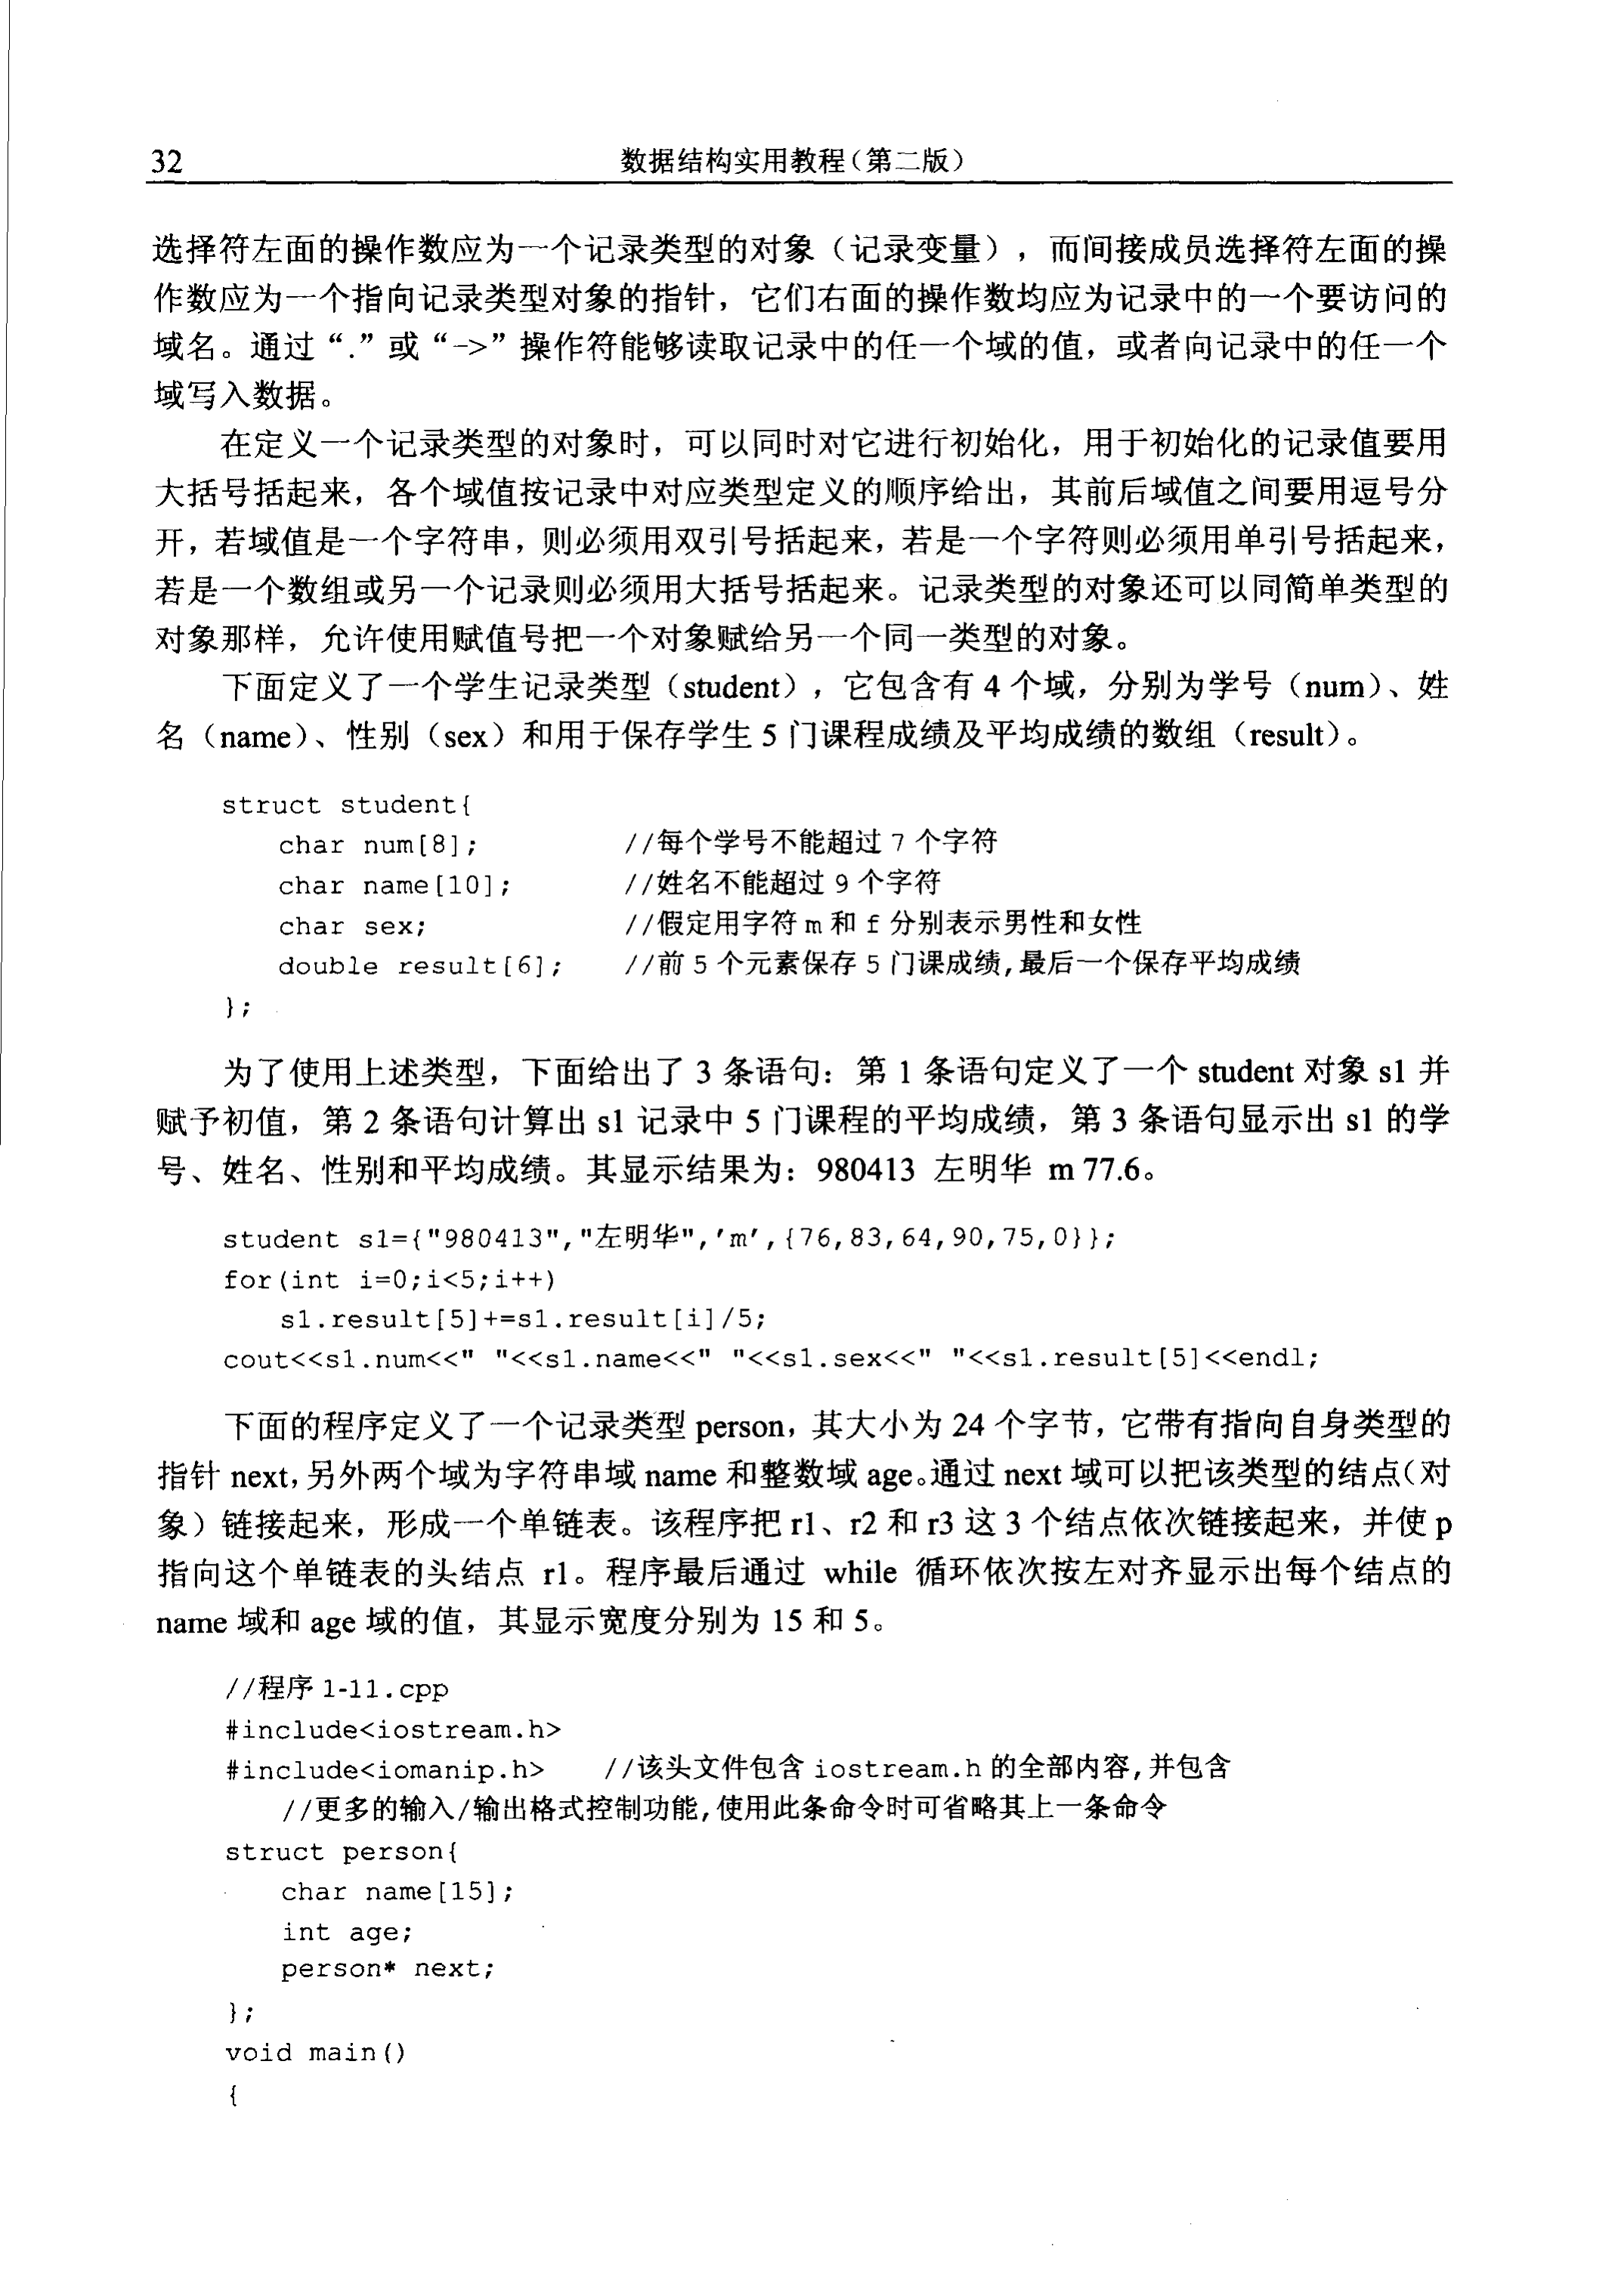 32 数据结构实用教程(第二版)
选择符左面的操作数应为一个记录类型的对象（记录变量），而间接成员选择符左面的操
作数应为一个指向记录类型对象的指针，它们右面的操作数均应为记录中的一个要访问的
域名。通过“.”或“->”操作符能够读取记录中的任一个域的值，或者向记录中的任一个
域写入数据。
在定义一个记录类型的对象时，可以同时对它进行初始化，用于初始化的记录值要用
大括号括起来，各个域值按记录中对应类型定义的顺序给出，其前后域值之间要用逗号分
开，若域值是一个字符串，则必须用双引号括起来，若是一个字符则必须用单引号括起来，
若是一个数组或另一个记录则必须用大括号括起来。记录类型的对象还可以同简单类型的
对象那样，允许使用赋值号把一个对象赋给另一个同一类型的对象。
下面定义了一个学生记录类型（student），它包含有 4 个域，分别为学号（num）、姓
名（name）、性别（sex）和用于保存学生 5 门课程成绩及平均成绩的数组（result）。
struct student{
char num[8]; //每个学号不能超过 7 个字符
char name[10]; //姓名不能超过 9 个字符
char sex; //假定用字符 m 和 f 分别表示男性和女性
double result[6]; //前 5 个元素保存 5 门课成绩,最后一个保存平均成绩
};
为了使用上述类型，下面给出了 3 条语句：第 1 条语句定义了一个 student 对象 s1 并
赋予初值，第 2 条语句计算出 s1 记录中 5 门课程的平均成绩，第 3 条语句显示出 s1 的学
号、姓名、性别和平均成绩。其显示结果为：980413 左明华 m 77.6。
student s1={"980413","左明华",'m',{76,83,64,90,75,0}};
for(int i=0;i<5;i++)
s1.result[5]+=s1.result[i]/5;
cout<<s1.num<<" "<<s1.name<<" "<<s1.sex<<" "<<s1.result[5]<<endl;
下面的程序定义了一个记录类型 person，其大小为 24 个字节，它带有指向自身类型的
指针 next，另外两个域为字符串域 name 和整数域 age。通过 next 域可以把该类型的结点（对
象）链接起来，形成一个单链表。该程序把 r1、r2 和 r3 这 3 个结点依次链接起来，并使 p
指向这个单链表的头结点 r1。程序最后通过 while 循环依次按左对齐显示出每个结点的
name 域和 age 域的值，其显示宽度分别为 15 和 5。
//程序 1-11.cpp
#include<iostream.h>
#include<iomanip.h> //该头文件包含 iostream.h 的全部内容,并包含
//更多的输入/输出格式控制功能,使用此条命令时可省略其上一条命令
struct person{
char name[15];
int age;
person* next;
};
void main()
{